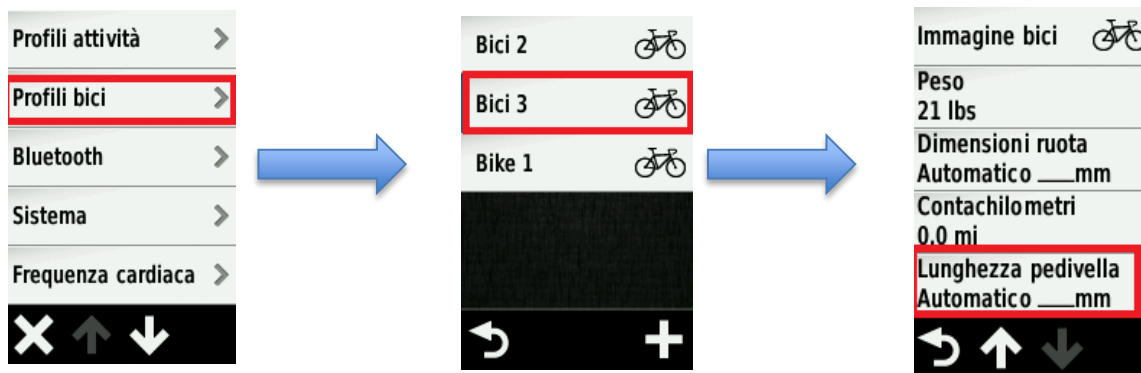 Profili attività
Profili bici
Bluetooth
Sistema
Frequenza cardiaca
Bici 2
Bici 3
Bike 1
Immagine bici
Peso
21 lbs
Dimensioni ruota
Automatico ___mm
Contachilometri
0.0 mi
Lunghezza pedivella
Automatico ___mm